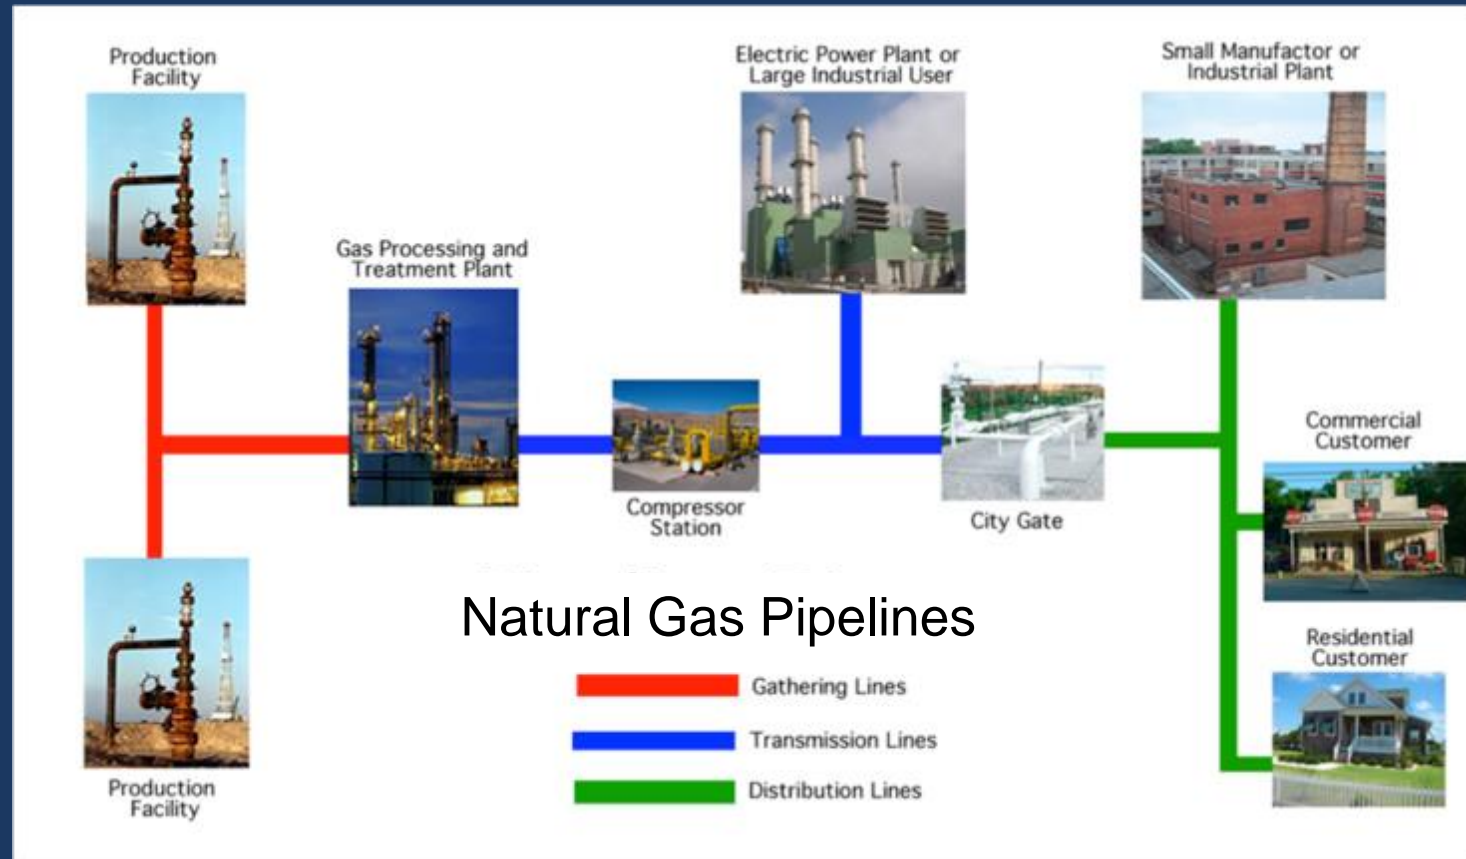 Production
Facility
Electric Power Plant or
Large Industrial User
Small Manufactor or
Industrial Plant
Gas Processing and
Treatment Plant
Compressor
Station
City Gate
Commercial
Customer
Residential
Customer
Production
Facility
Natural Gas Pipelines
Gathering Lines
Transmission Lines
Distribution Lines